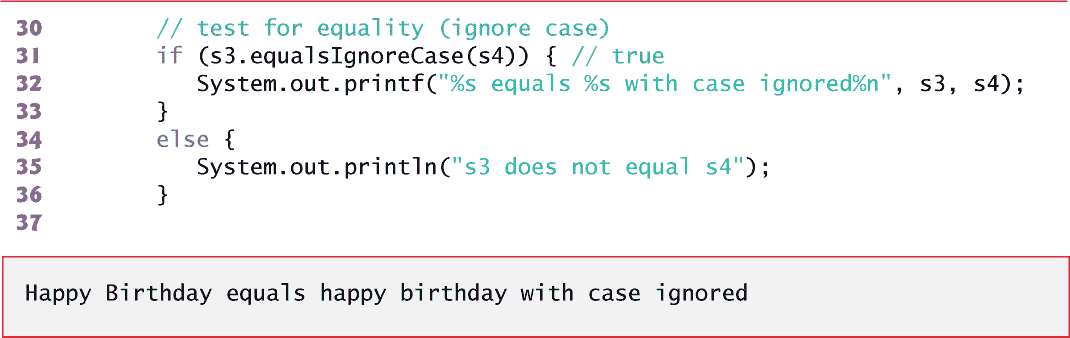 30 // test for equality (ignore case)
31 if (s3.equalsIgnoreCase(s4)) { // true
32 System.out.printf("%s equals %s with case ignored%n", s3, s4);
33 }
34 else {
35 System.out.println("s3 does not equal s4");
36 }
37
Happy Birthday equals happy birthday with case ignored